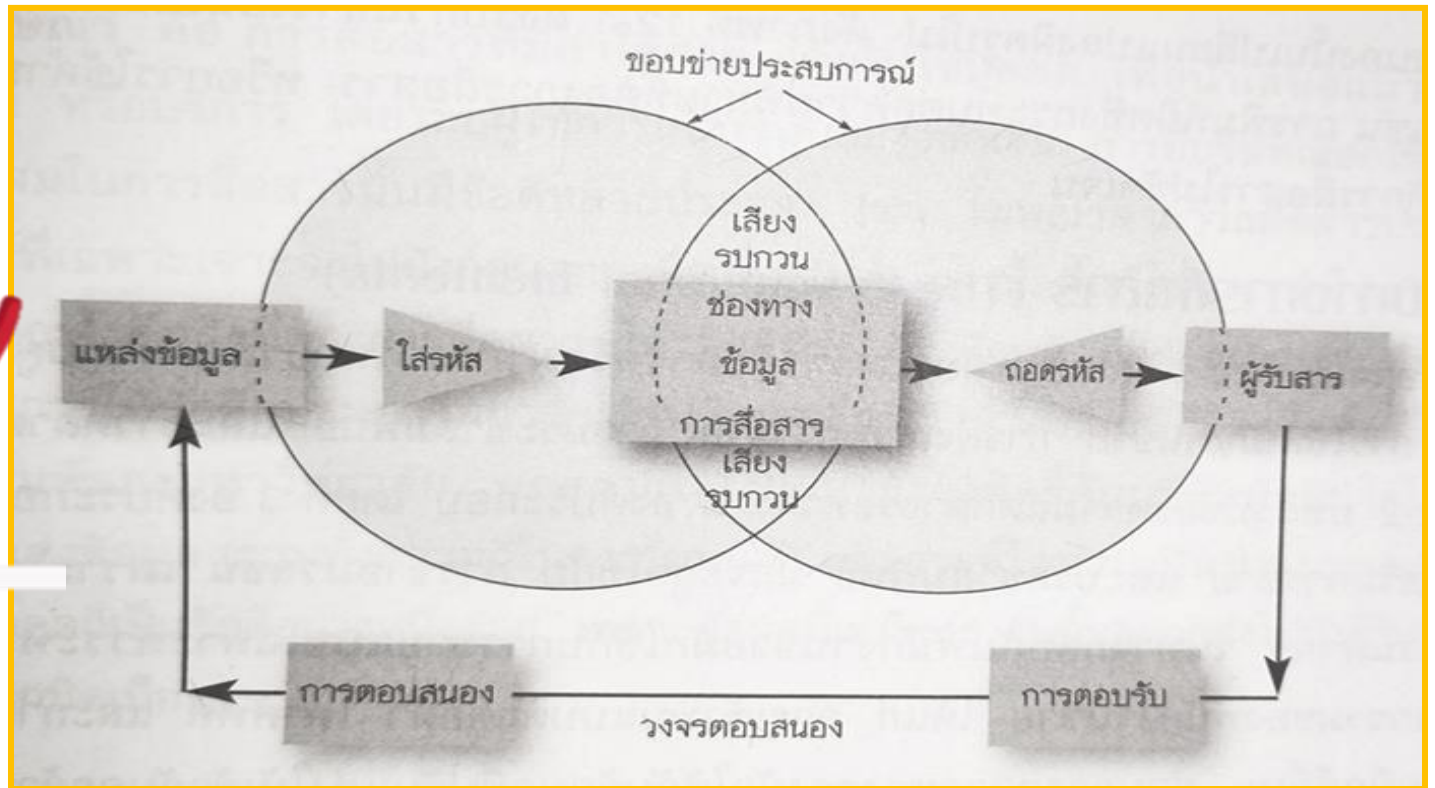 ขอบข่ายประสบการณ์
เสียง
รบกวน
ช่องทาง
แหล่งข้อมูล
ใส่รหัส
ข้อมูล
ถอดรหัส
ผู้รับสาร
การสื่อสาร
เสียง
รบกวน
การตอบสนอง
วงจรตอบสนอง
การตอบรับ